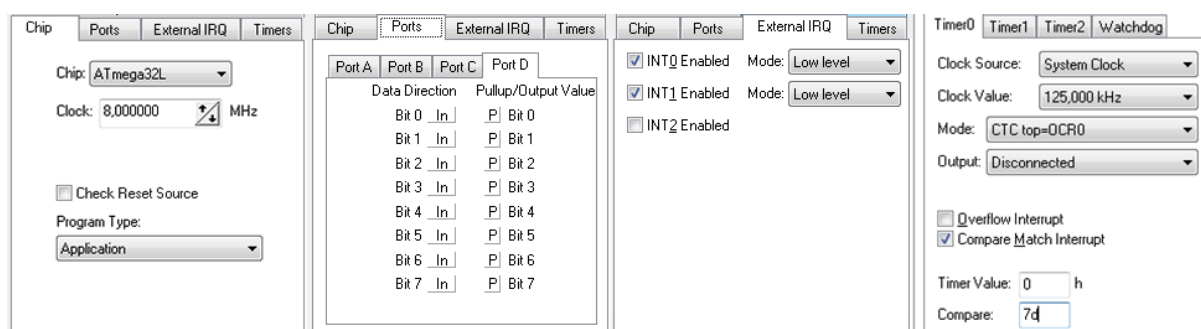 Chip Ports External IRQ Timers
Chip: ATmega32L
Clock: 8,000000 MHz
Check Reset Source
Program Type:
Application
Chip Ports External IRQ Timers
Port A Port B Port C Port D
Data Direction Pullup/Output Value
Bit 0 In P Bit 0
Bit 1 In P Bit 1
Bit 2 In P Bit 2
Bit 3 In P Bit 3
Bit 4 In P Bit 4
Bit 5 In P Bit 5
Bit 6 In P Bit 6
Bit 7 In P Bit 7
Chip Ports External IRQ Timers
INT0 Enabled Mode: Low level
INT1 Enabled Mode: Low level
INT2 Enabled
Timer0 Timer1 Timer2 Watchdog
Clock Source: System Clock
Clock Value: 125,000 kHz
Mode: CTC top=OCR0
Output: Disconnected
Overflow Interrupt
Compare Match Interrupt
Timer Value: 0 h
Compare: 7d